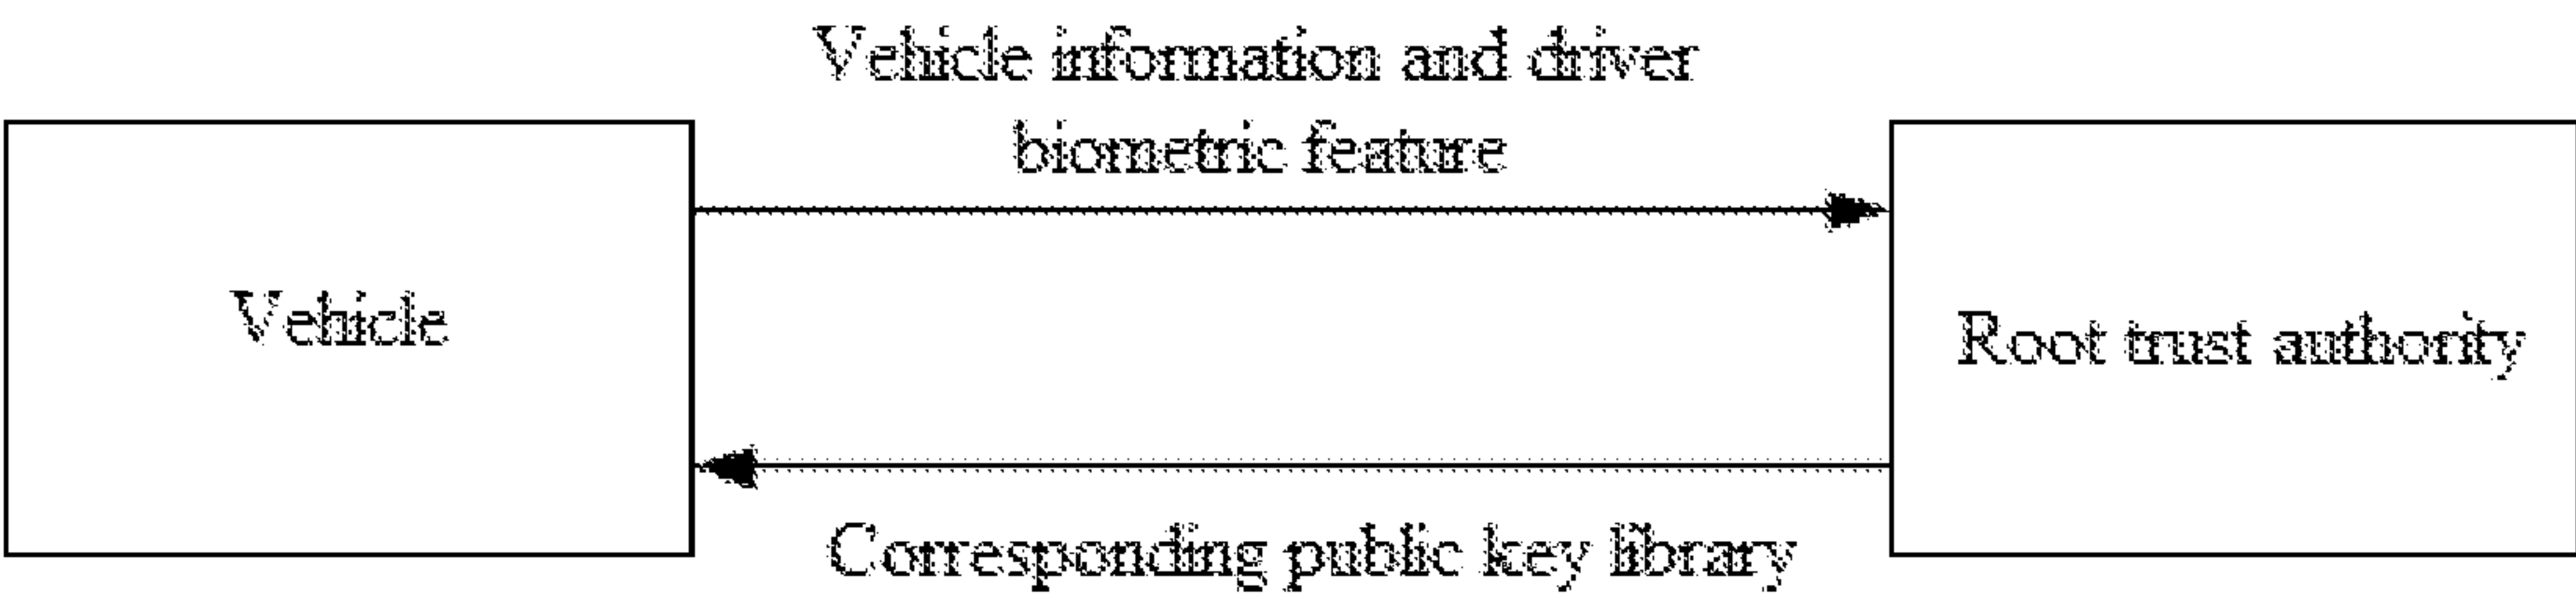 Vehicle information and driver
biometric feature
Vehicle
Root trust authority
Corresponding public key library